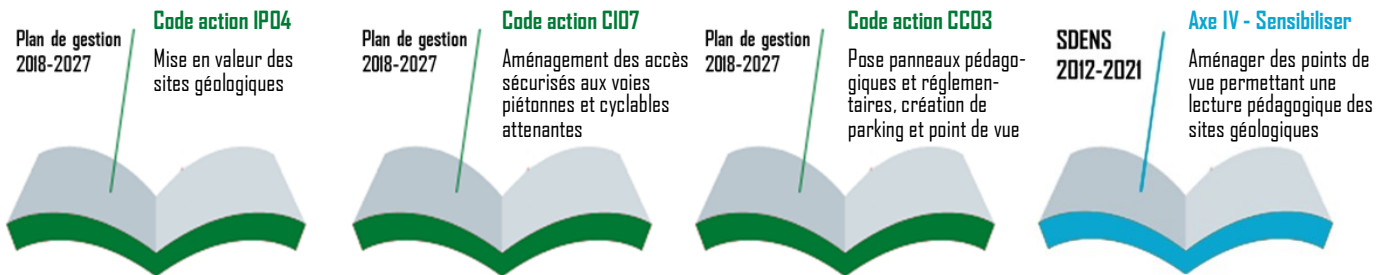 Plan de gestion
2018-2027
Code action IP04
Mise en valeur des
sites géologiques
Plan de gestion
2018-2027
Code action CI07
Aménagement des accès
sécurisés aux voies
piétonnes et cyclables
attenantes
Plan de gestion
2018-2027
Code action CC03
Pose panneaux pédago-
giques et réglemen-
taires, création de
parking et point de vue
SDENS
2012-2021
Axe IV - Sensibiliser
Aménager des points de
vue permettant une
lecture pédagogique des
sites géologiques